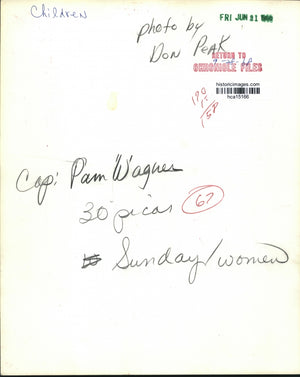 Children
photo by
Don Peak
FRI JUN 21
RETURN TO
CHRONICLE FILES
historicimages.com
hca15166
Cap: Pam Wagner
30 picas
67
Sunday/women